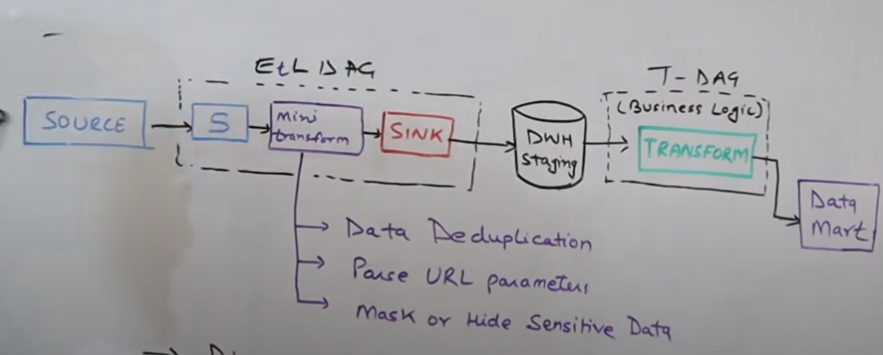 EtL DAG
T-DAG
(Business Logic)
SOURCE
S
Mini
transform
SINK
DWH
Staging
TRANSFORM
Data
Mart
Data Deduplication
Parse URL parameters
Mask or Hide Sensitive Data